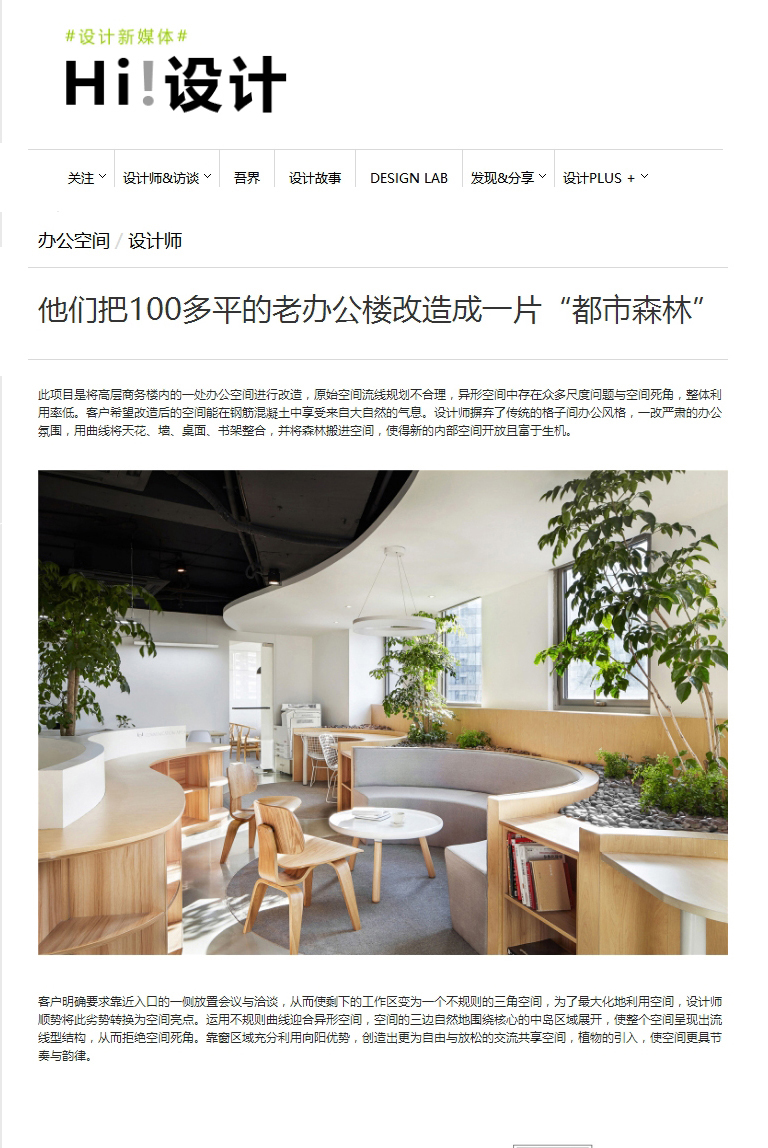 #设计新媒体#
Hi!设计
关注 设计师&访谈 吾界 设计故事 DESIGN LAB 发现&分享 设计PLUS +
办公空间 / 设计师
他们把100多平的老办公楼改造成一片“都市森林”
此项目是将高层商务楼内的一处办公空间进行改造，原始空间流线规划不合理，异形空间中存在众多尺度问题与空间死角，整体利
用率低。客户希望改造后的空间能在钢筋混凝土中享受来自大自然的气息。设计师摒弃了传统的格子间办公风格，一改严肃的办公
氛围，用曲线将天花、墙、桌面、书架整合，并将森林搬进空间，使得新的内部空间开放且富于生机。
客户明确要求靠近入口的一侧放置会议与洽谈，从而使剩下的工作区变为一个不规则的三角空间，为了最大化地利用空间，设计师
顺势将此劣势转换为空间亮点。运用不规则曲线迎合异形空间，空间的三边自然地围绕核心的中岛区域展开，使整个空间呈现出流
线型结构，从而拒绝空间死角。靠窗区域充分利用向阳优势，创造出更为自由与放松的交流共享空间，植物的引入，使空间更具节
奏与韵律。